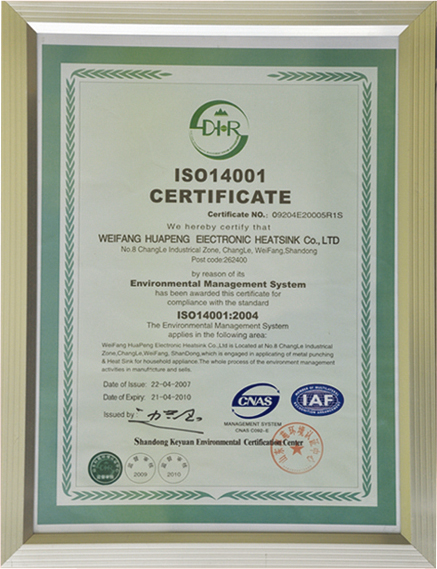 DHR
ISO14001
CERTIFICATE
Certificate NO.: 09204E20005R1S
We hereby certify that
WEIFANG HUAPENG ELECTRONIC HEATSINK Co., LTD
No.8 ChangLe Industrical Zone, ChangLe, WeiFang,Shandong
Post code:262400
by reason of its
Environmental Management System
has been awarded this certificate for
compliance with the standard
ISO14001:2004
The Environmental Management System
applies in the following area:
WeiFang HuaPeng Electronic Heatsink Co.,Ltd is Located at No.8 ChangLe Industrical
Zone,ChangLe,WeiFang, ShanDong,which is engaged in applicating of metal punching
& Heat Sink for household appliance.The whole process of the environment management
activities in and sells.
Date of Issue: 22-04-2007
Date of Expiry: 21-04-2010
Issued by
CNAS
IAF
MANAGEMENT SYSTEM
CNAS
Shandong Keyuan Environmental Certification Center
2009
2010